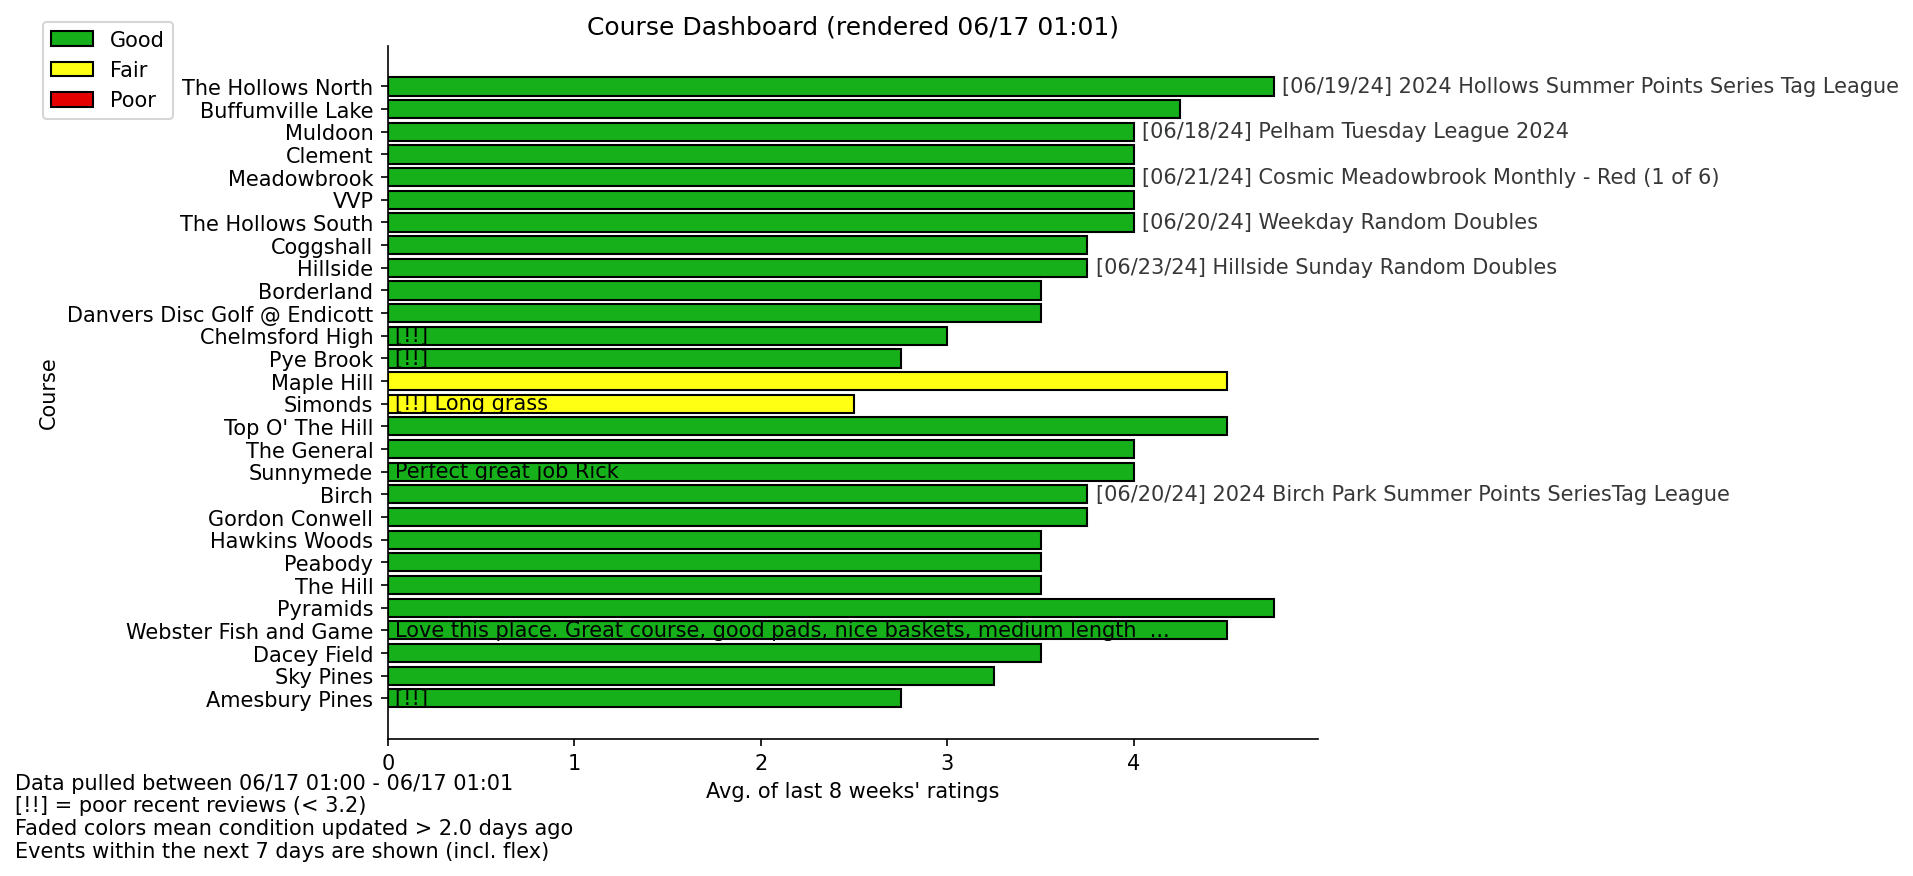 Course Dashboard (rendered 06/17 01:01)
Good
Fair
Poor
The Hollows North [06/19/24] 2024 Hollows Summer Points Series Tag League
Buffumville Lake
Muldoon [06/18/24] Pelham Tuesday League 2024
Clement
Meadowbrook [06/21/24] Cosmic Meadowbrook Monthly - Red (1 of 6)
VVP
The Hollows South [06/20/24] Weekday Random Doubles
Coggshall
Hillside [06/23/24] Hillside Sunday Random Doubles
Borderland
Danvers Disc Golf @ Endicott
Chelmsford High [!!]
Pye Brook [!!]
Maple Hill
Simonds [!!] Long grass
Top O' The Hill
The General
Sunnymede Perfect great job Rick
Birch [06/20/24] 2024 Birch Park Summer Points SeriesTag League
Gordon Conwell
Hawkins Woods
Peabody
The Hill
Pyramids
Webster Fish and Game Love this place. Great course, good pads, nice baskets, medium length ...
Dacey Field
Sky Pines
Amesbury Pines [!!]
Course
0 1 2 3 4
Avg. of last 8 weeks' ratings
Data pulled between 06/17 01:00 - 06/17 01:01
[!!] = poor recent reviews (< 3.2)
Faded colors mean condition updated > 2.0 days ago
Events within the next 7 days are shown (incl. flex)